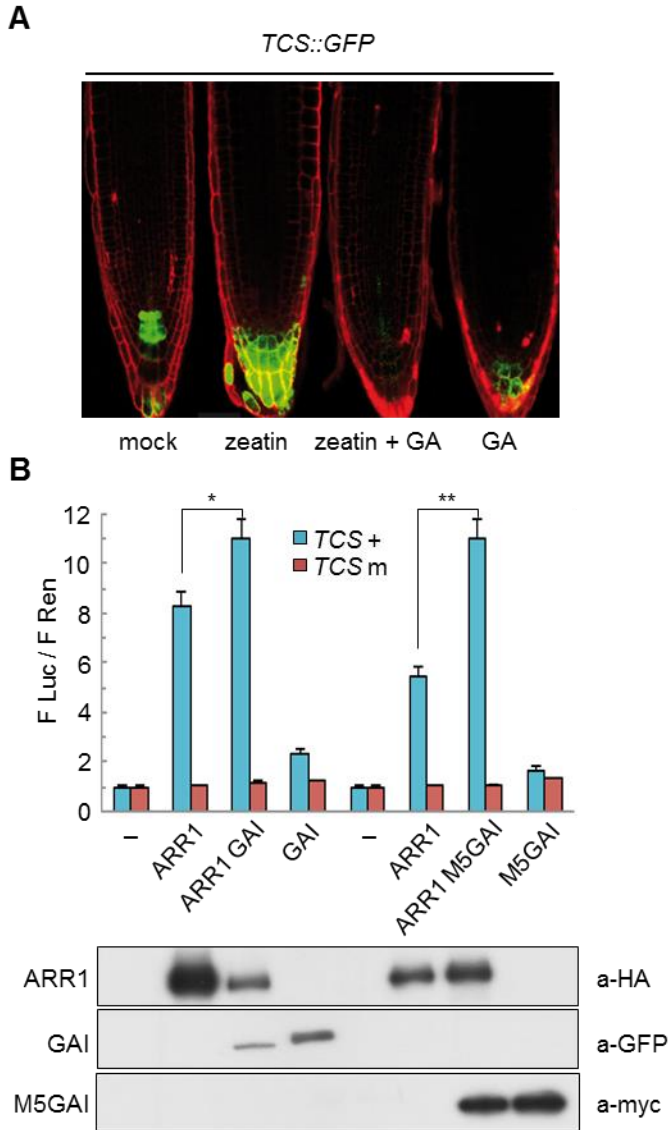 A
TCS::GFP
mock zeatin zeatin + GA GA
B
12
10
8
6
4
2
0
F Luc / F Ren
* **
TCS +
TCS m
– ARR1 ARR1 GAI GAI – ARR1 ARR1 M5GAI M5GAI
ARR1 a-HA
GAI a-GFP
M5GAI a-myc